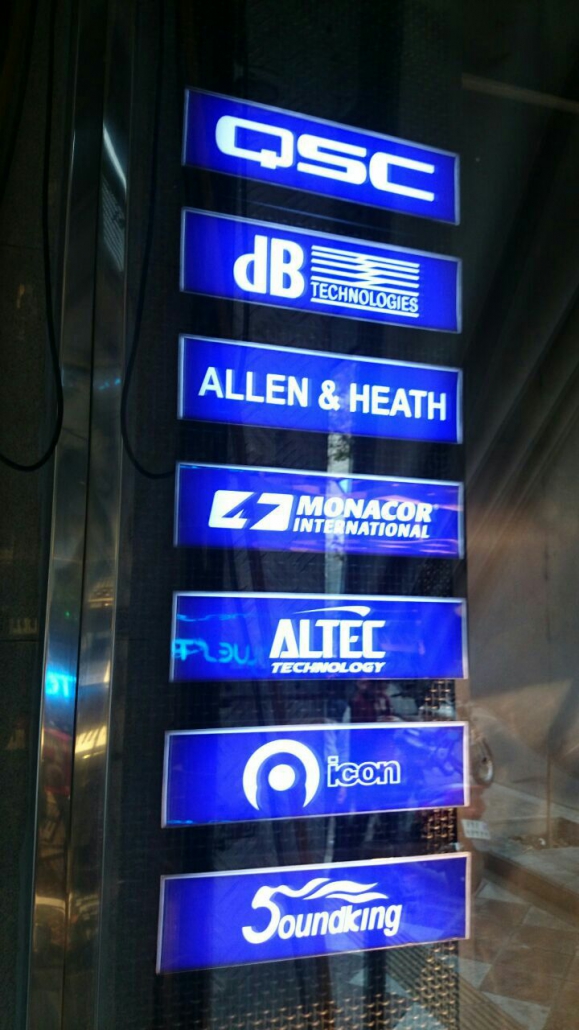 QSC
dB
TECHNOLOGIES
ALLEN & HEATH
MONACOR
INTERNATIONAL
ALTEC
TECHNOLOGY
icon
Soundking